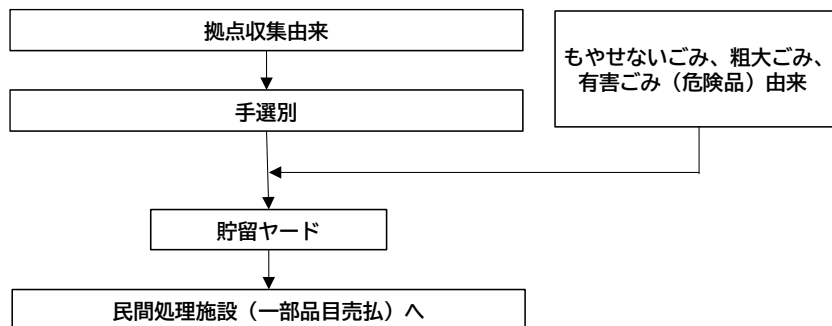 拠点収集由来
もやせないごみ、粗大ごみ、
有害ごみ（危険品）由来
手選別
貯留ヤード
民間処理施設（一部品目売払）へ